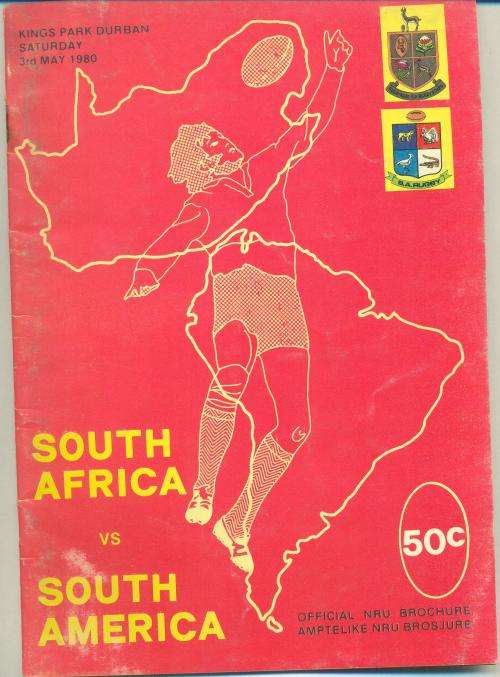 KINGS PARK DURBAN
SATURDAY
3rd MAY 1980
S.A. RUGBY
SOUTH
AFRICA
VS
SOUTH
AMERICA
50c
OFFICIAL NRU BROCHURE
AMPTELIKE NRU BROSJURE